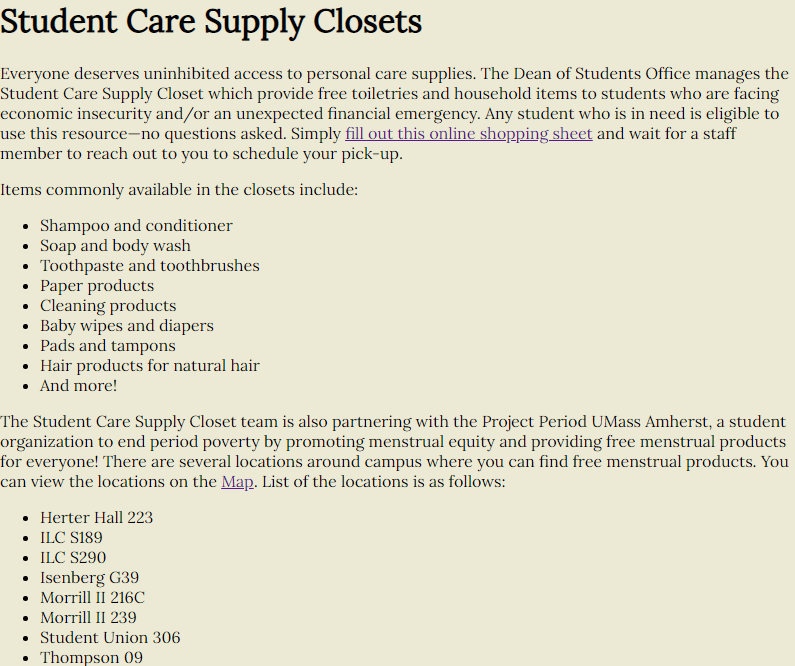 Student Care Supply Closets
Everyone deserves uninhibited access to personal care supplies. The Dean of Students Office manages the
Student Care Supply Closet which provide free toiletries and household items to students who are facing
economic insecurity and/or an unexpected financial emergency. Any student who is in need is eligible to
use this resource—no questions asked. Simply fill out this online shopping sheet and wait for a staff
member to reach out to you to schedule your pick-up.
Items commonly available in the closets include:
• Shampoo and conditioner
• Soap and body wash
• Toothpaste and toothbrushes
• Paper products
• Cleaning products
• Baby wipes and diapers
• Pads and tampons
• Hair products for natural hair
• And more!
The Student Care Supply Closet team is also partnering with the Project Period UMass Amherst, a student
organization to end period poverty by promoting menstrual equity and providing free menstrual products
for everyone! There are several locations around campus where you can find free menstrual products. You
can view the locations on the Map. List of the locations is as follows:
• Herter Hall 223
• ILC S189
• ILC S290
• Isenberg G39
• Morrill II 216C
• Morrill II 239
• Student Union 306
• Thompson 09